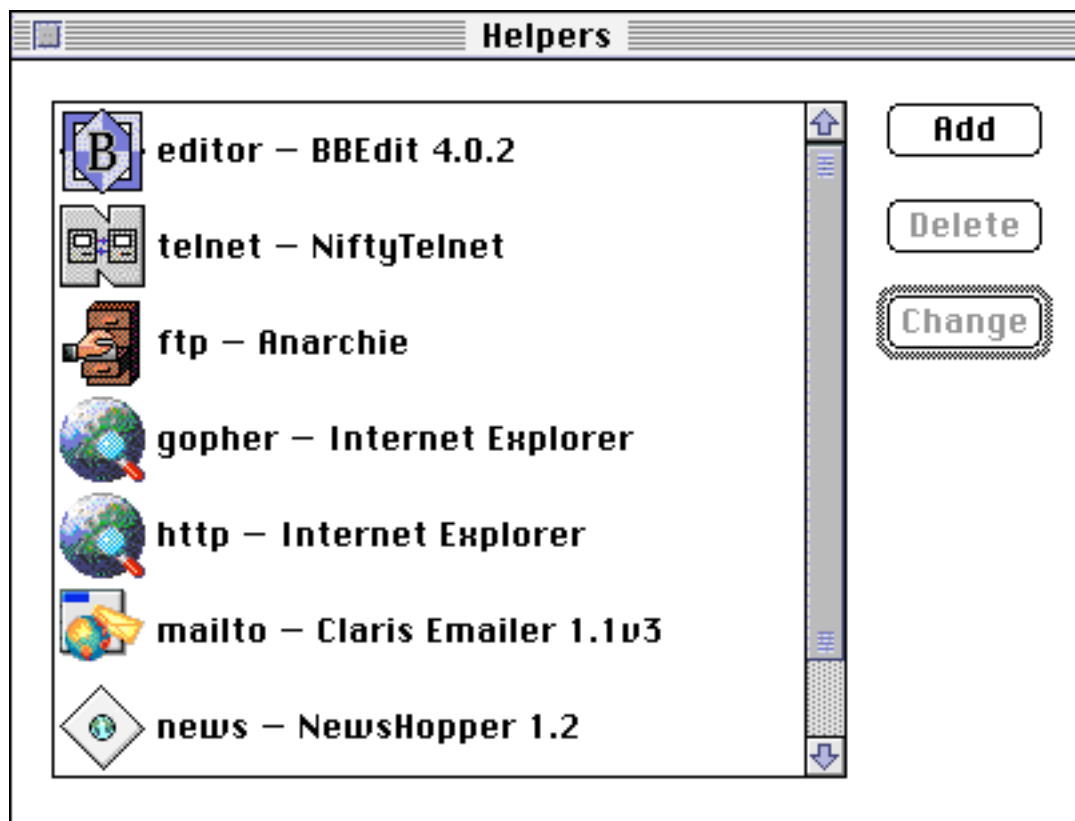 Helpers
B
editor – BBEdit 4.0.2
Add
telnet – NiftyTelnet
Delete
ftp – Anarchie
Change
gopher – Internet Explorer
http – Internet Explorer
mailto – Claris Emailer 1.1v3
news – NewsHopper 1.2